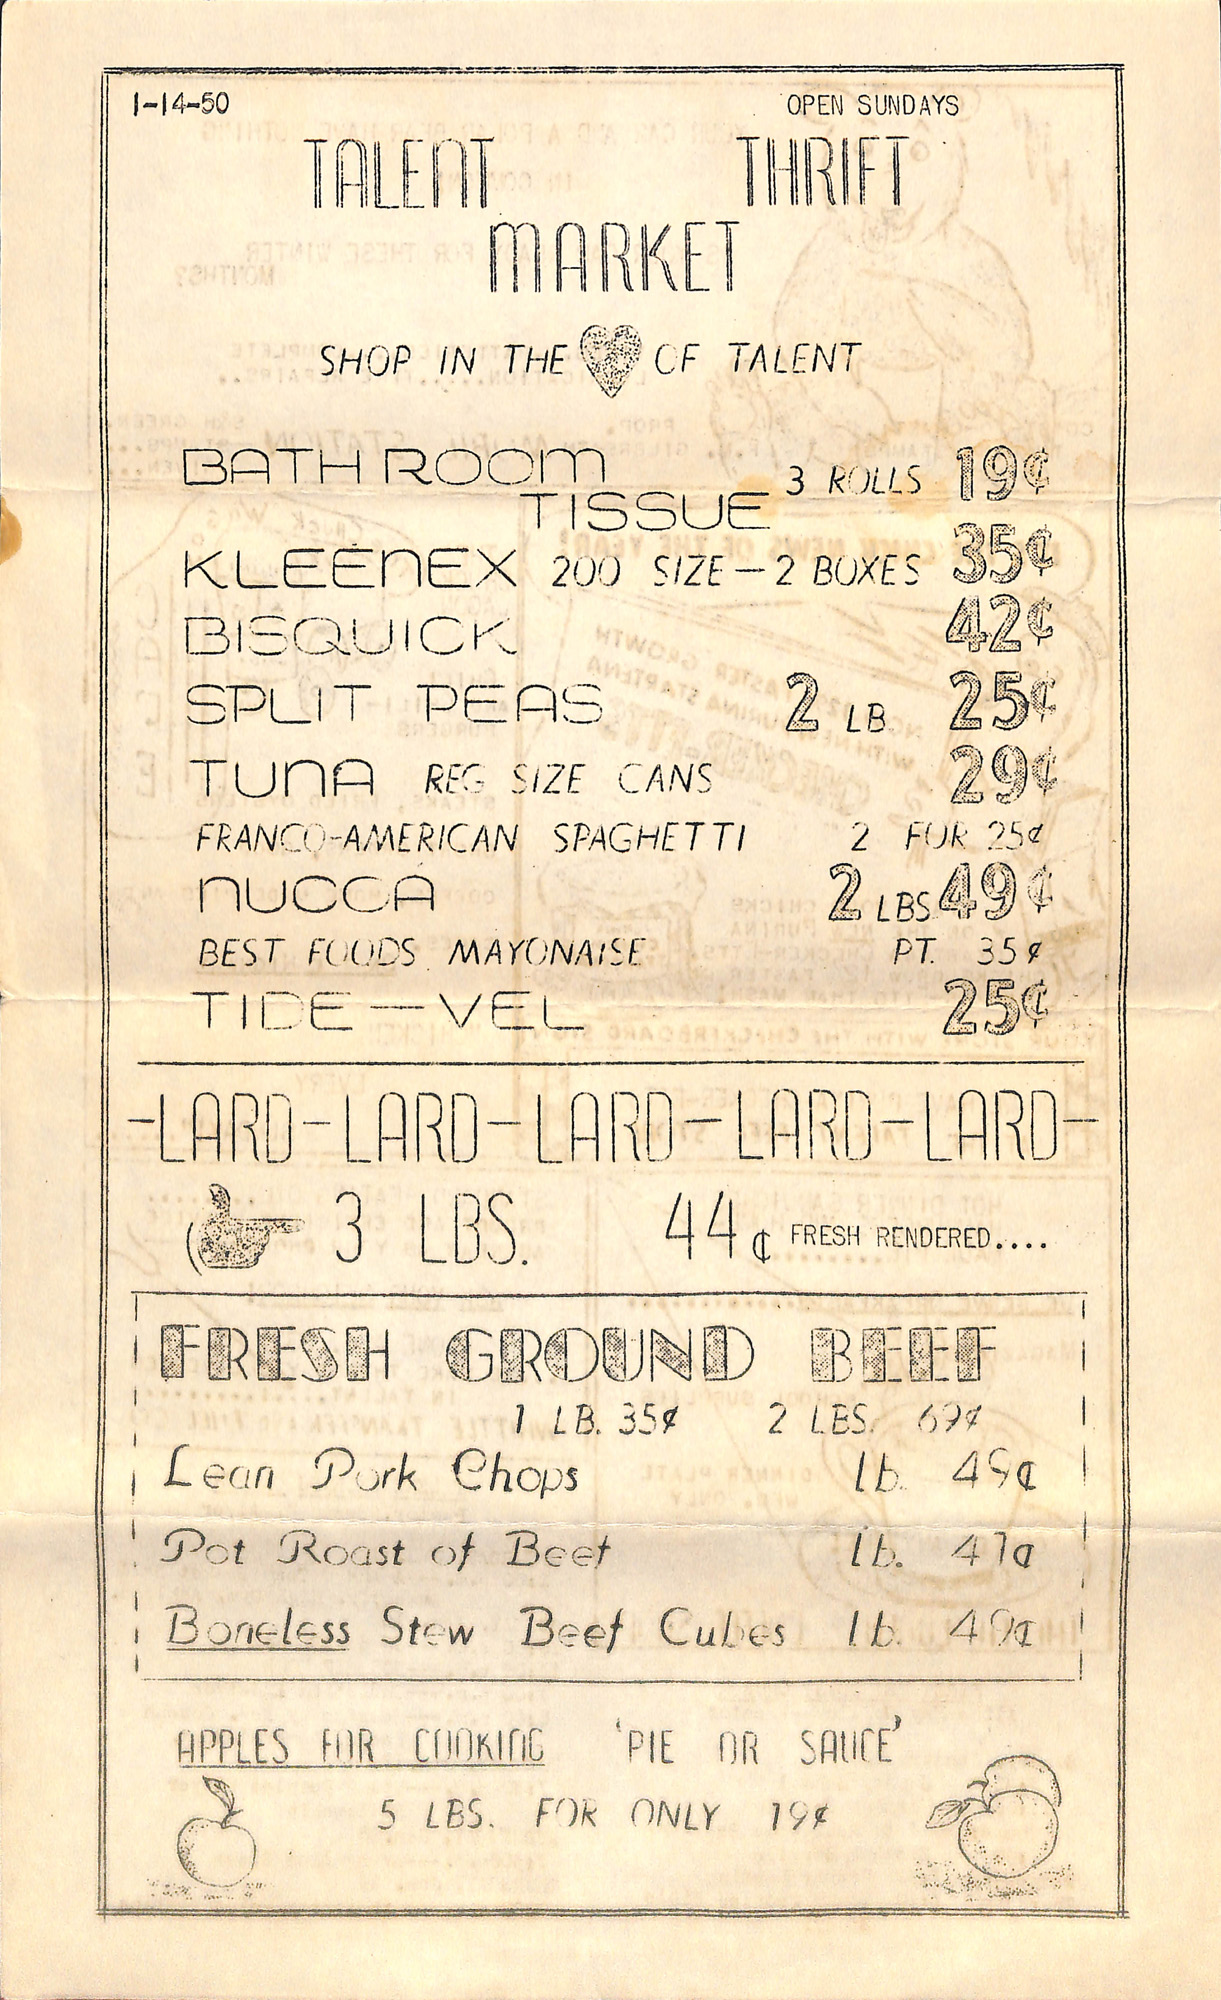 1-14-50 OPEN SUNDAYS
TALENT THRIFT
MARKET
SHOP IN THE OF TALENT
BATH ROOM
TISSUE 3 ROLLS 19¢
KLEENEX 200 SIZE — 2 BOXES 35¢
BISQUICK 42¢
SPLIT PEAS 2 LB 25¢
TUNA REG SIZE CANS 29¢
FRANCO-AMERICAN SPAGHETTI 2 FOR 25¢
NUCCA 2 LBS 49¢
BEST FOODS MAYONAISE PT. 35¢
TIDE — VEL 25¢
-LARD-LARD-LARD-LARD-LARD-
3 LBS. 44¢ FRESH RENDERED....
FRESH GROUND BEEF
1 LB. 35¢ 2 LBS. 69¢
Lean Pork Chops lb. 49¢
Pot Roast of Beef lb. 47¢
Boneless Stew Beef Cubes lb. 49¢
APPLES FOR COOKING 'PIE OR SAUCE'
5 LBS. FOR ONLY 19¢